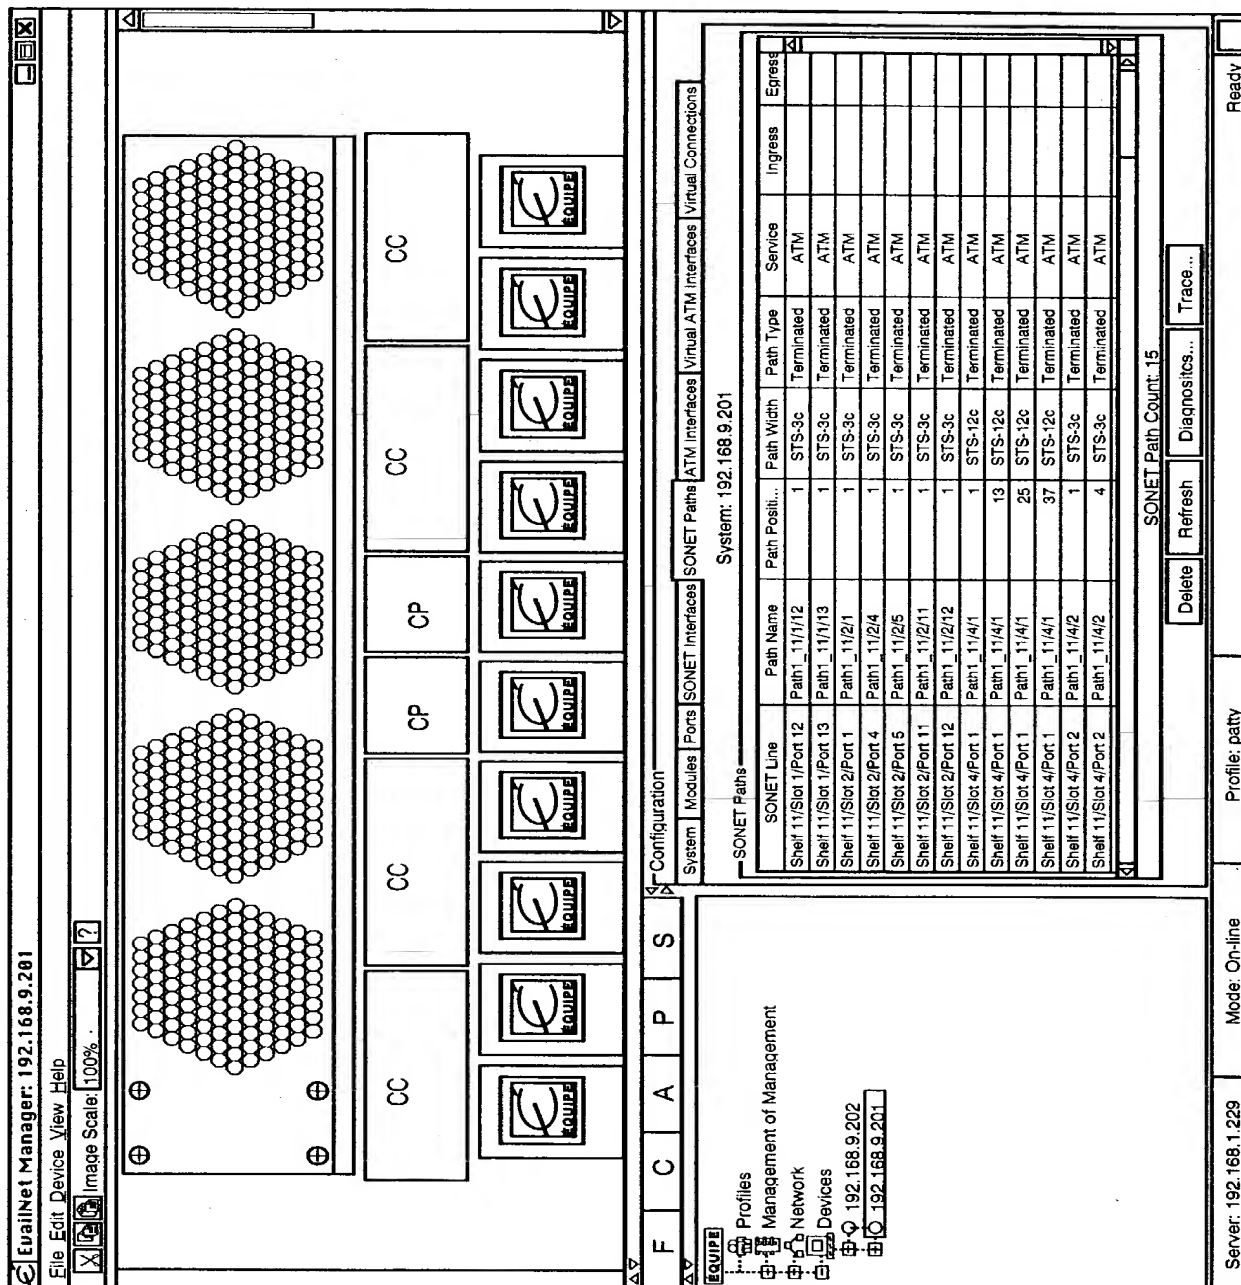 EvailNet Manager: 192.168.9.201
File Edit Device View Help
Image Scale: 100% ?
CC CC CP CP CC CC
EQUIPE EQUIPE EQUIPE EQUIPE EQUIPE EQUIPE EQUIPE EQUIPE EQUIPE EQUIPE
F C A P S
EQUIPE
Profiles
Management of Management
Network
Devices
192.168.9.202
192.168.9.201
Configuration
System Modules Ports SONET Interfaces SONET Paths ATM Interfaces Virtual ATM Interfaces Virtual Connections
System: 192.168.9.201
SONET Paths
SONET Line Path Name Path Positi... Path Width Path Type Service Ingress Egress
Shelf 11/Slot 1/Port 12 Path1_11/1/12 1 STS-3c Terminated ATM
Shelf 11/Slot 1/Port 13 Path1_11/1/13 1 STS-3c Terminated ATM
Shelf 11/Slot 2/Port 1 Path1_11/2/1 1 STS-3c Terminated ATM
Shelf 11/Slot 2/Port 4 Path1_11/2/4 1 STS-3c Terminated ATM
Shelf 11/Slot 2/Port 5 Path1_11/2/5 1 STS-3c Terminated ATM
Shelf 11/Slot 2/Port 11 Path1_11/2/11 1 STS-3c Terminated ATM
Shelf 11/Slot 2/Port 12 Path1_11/2/12 1 STS-3c Terminated ATM
Shelf 11/Slot 4/Port 1 Path1_11/4/1 1 STS-12c Terminated ATM
Shelf 11/Slot 4/Port 1 Path1_11/4/1 13 STS-12c Terminated ATM
Shelf 11/Slot 4/Port 1 Path1_11/4/1 25 STS-12c Terminated ATM
Shelf 11/Slot 4/Port 1 Path1_11/4/1 37 STS-12c Terminated ATM
Shelf 11/Slot 4/Port 2 Path1_11/4/2 1 STS-3c Terminated ATM
Shelf 11/Slot 4/Port 2 Path1_11/4/2 4 STS-3c Terminated ATM
SONET Path Count: 15
Delete Refresh Diagnositcs... Trace...
Server: 192.168.1.229 Mode: On-line Profile: patty Ready